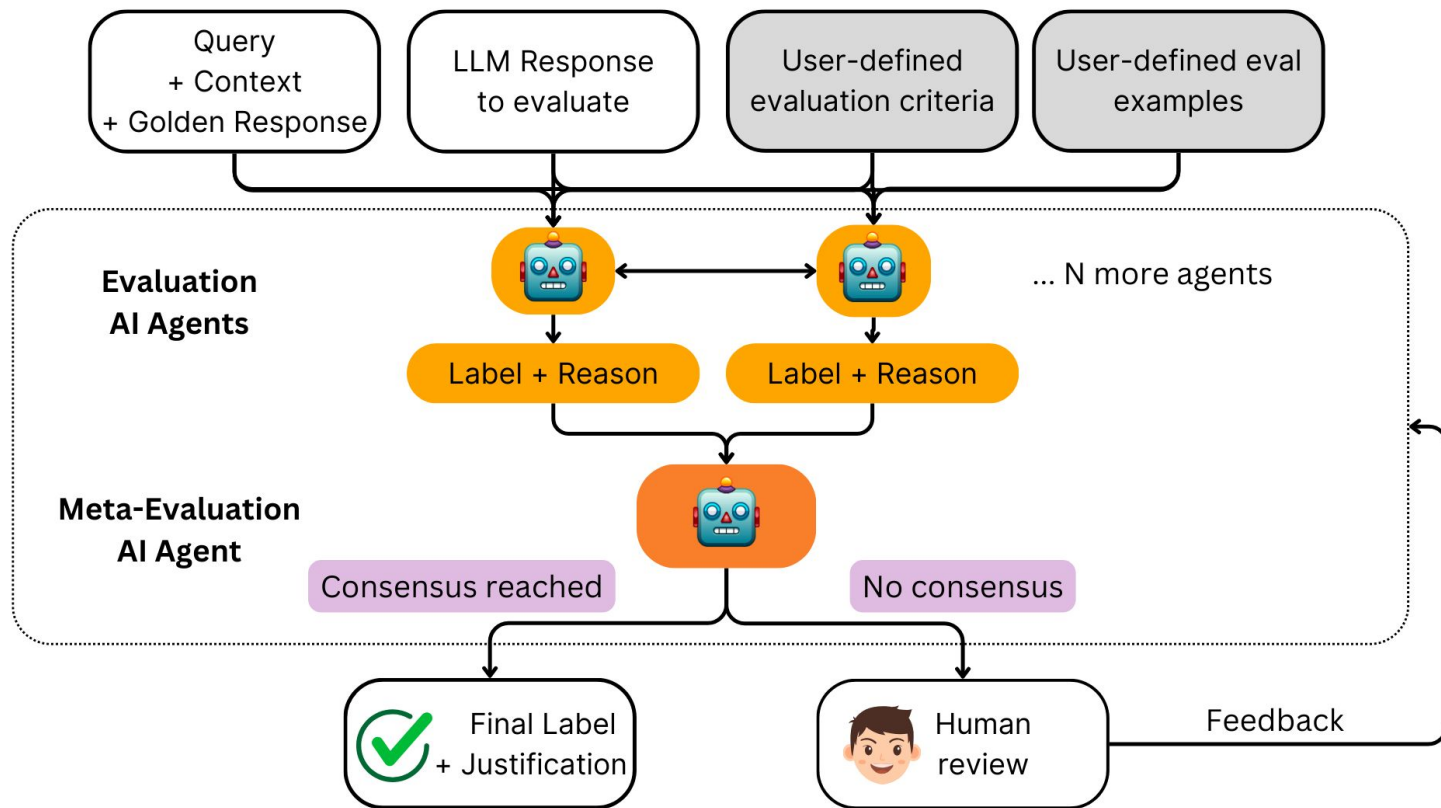 Query
+ Context
+ Golden Response
LLM Response
to evaluate
User-defined
evaluation criteria
User-defined eval
examples
Evaluation
AI Agents
... N more agents
Label + Reason
Label + Reason
Meta-Evaluation
AI Agent
Consensus reached
No consensus
Final Label
+ Justification
Human
review
Feedback